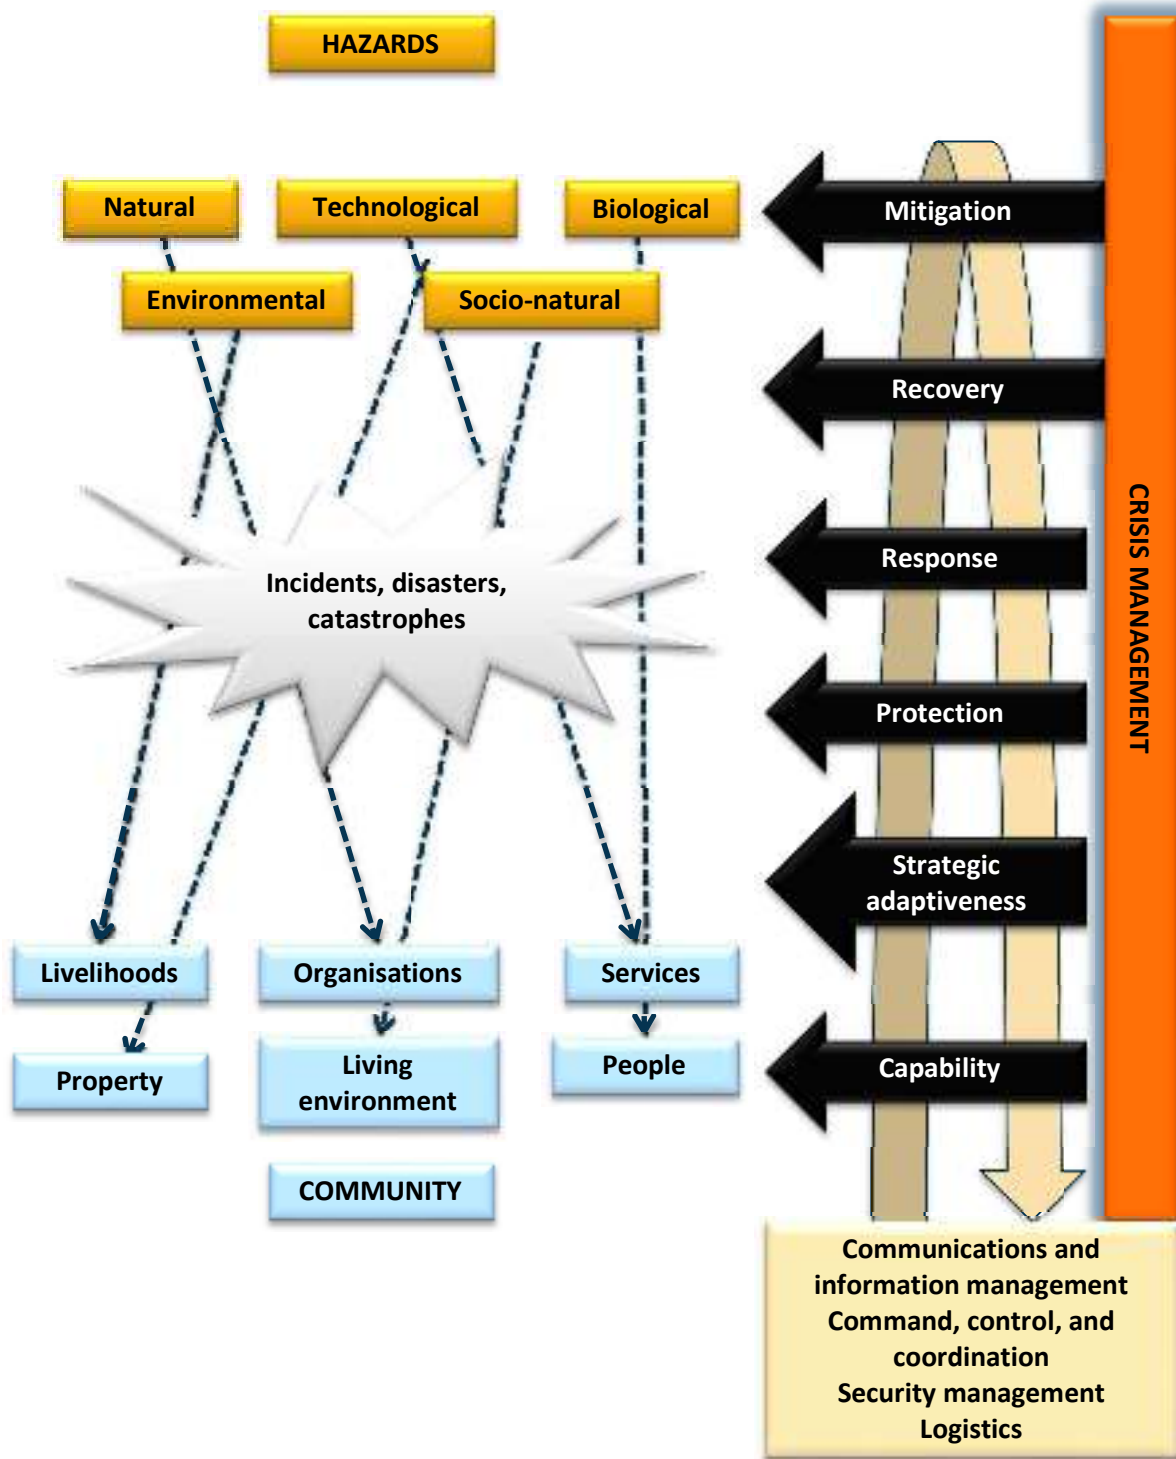 HAZARDS
Natural
Technological
Biological
Environmental
Socio-natural
Incidents, disasters,
catastrophes
Livelihoods
Organisations
Services
Property
Living
environment
People
COMMUNITY
Mitigation
Recovery
Response
Protection
Strategic
adaptiveness
Capability
CRISIS MANAGEMENT
Communications and
information management
Command, control, and
coordination
Security management
Logistics